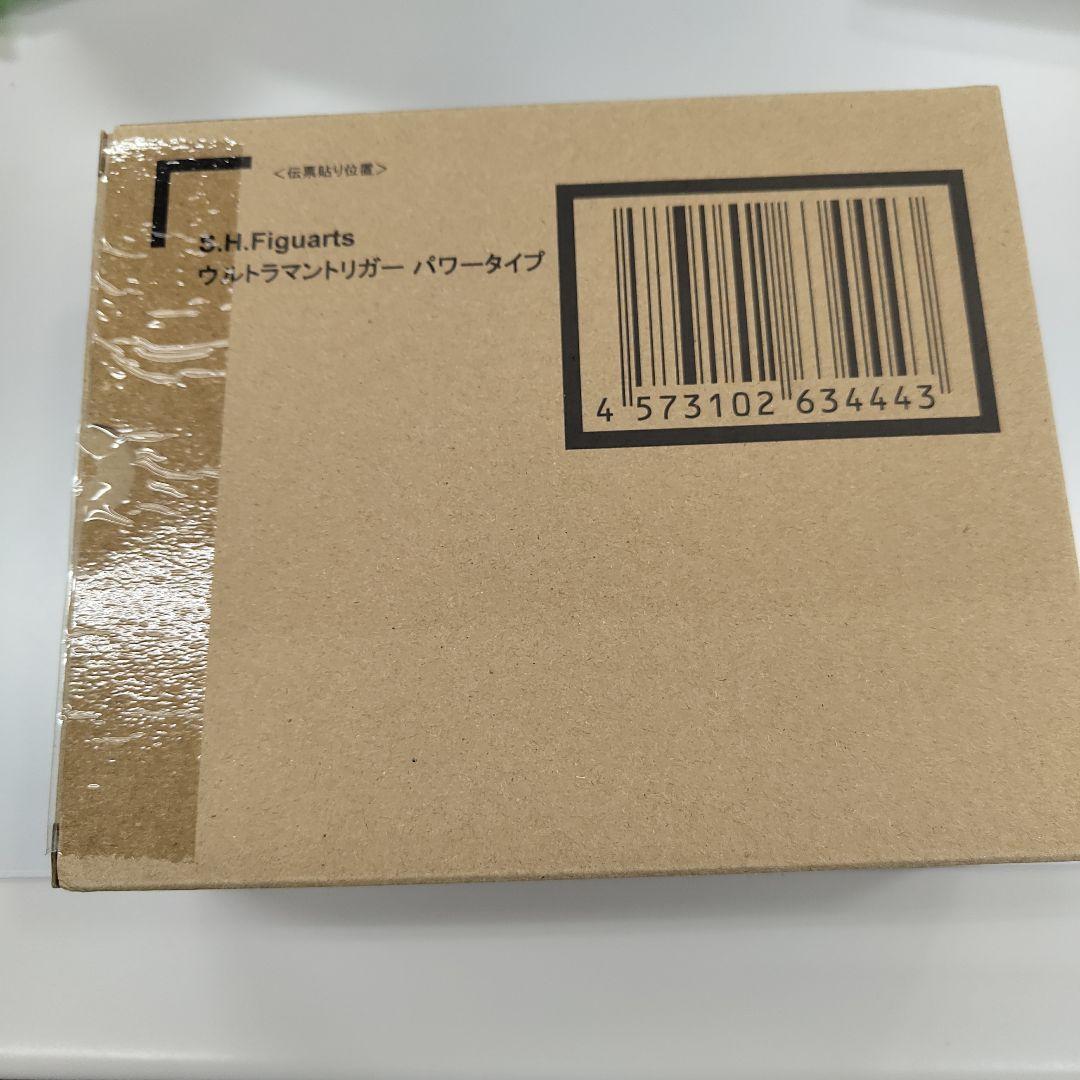 <伝票貼り位置>
S.H.Figuarts
ウルトラマントリガー パワータイプ
4 573102 634443